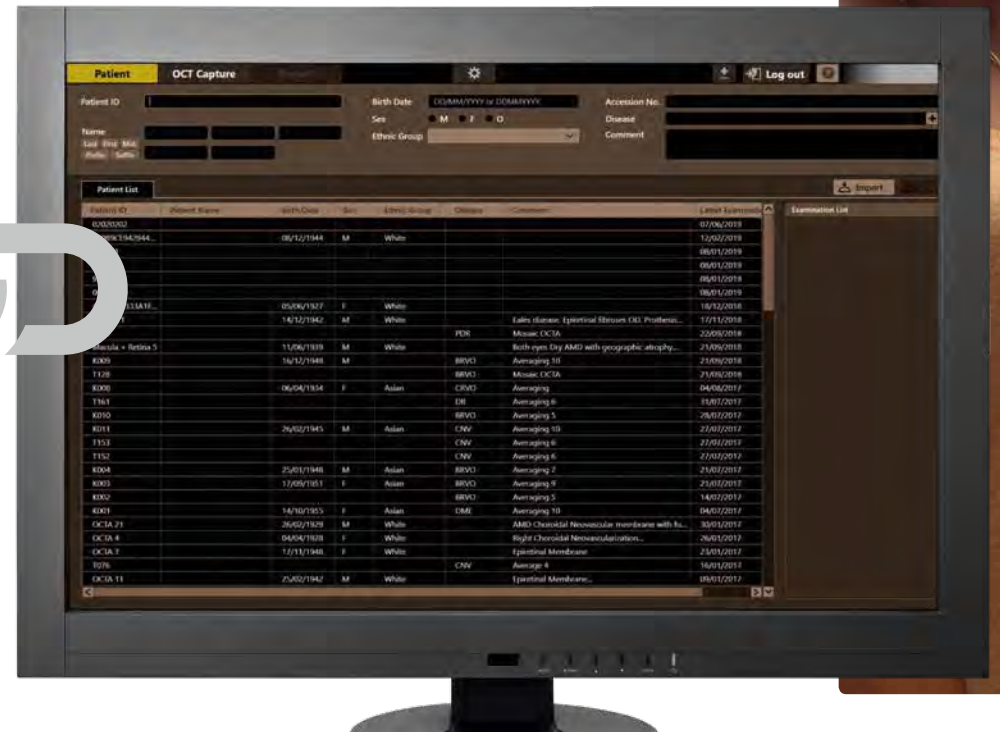 Patient OCT Capture Log out
Patient ID Birth Date DD/MM/YYYY or DDMMYYYY Accession No.
Sex M F O Disease
Name Ethnic Group Comment
Last First Mid.
Prefix Suffix
Patient List Import
Patient ID Patient Name Birth Date Sex Ethnic Group Disease Comment Latest Examination List
02020202 07/06/2019
08/12/1944 M White 12/02/2019
08/01/2019
08/01/2019
08/01/2019
08/01/2019
05/06/1927 F White 18/12/2018
14/12/1942 M Eales disease, Epiretinal fibroses OD, 17/11/2018
PDR Mosaic OCTA 22/09/2018
Macula + Retina 5 11/06/1939 M White Both eyes Dry AMD with geographic atrophy... 21/09/2018
K009 16/12/1948 M BRVO Averaging 10 21/09/2018
T128 BRVO Mosaic OCTA 21/09/2018
K008 06/04/1934 F Asian CRVO Averaging 04/08/2017
T161 DR Averaging 6 31/07/2017
K010 BRVO Averaging 5 28/07/2017
K011 26/02/1945 M Asian CNV Averaging 10 27/07/2017
T153 CNV Averaging 6 27/07/2017
T152 CNV Averaging 6 27/07/2017
K004 25/01/1948 M Asian BRVO Averaging 7 21/07/2017
K003 17/09/1951 F Asian BRVO Averaging 9 21/07/2017
K002 BRVO Averaging 5 14/07/2017
K001 14/10/1955 F Asian DME Averaging 10 04/07/2017
OCTA 21 26/02/1929 M White AMD Choroidal Neovascular membrane with 30/01/2017
OCTA 4 04/04/1928 F White Right Choroidal Neovascularization... 26/01/2017
OCTA 7 17/11/1948 F White Epiretinal Membrane 23/01/2017
T076 CNV Average 4 16/01/2017
OCTA 11 25/02/1942 M White Epiretinal Membrane... 09/01/2017